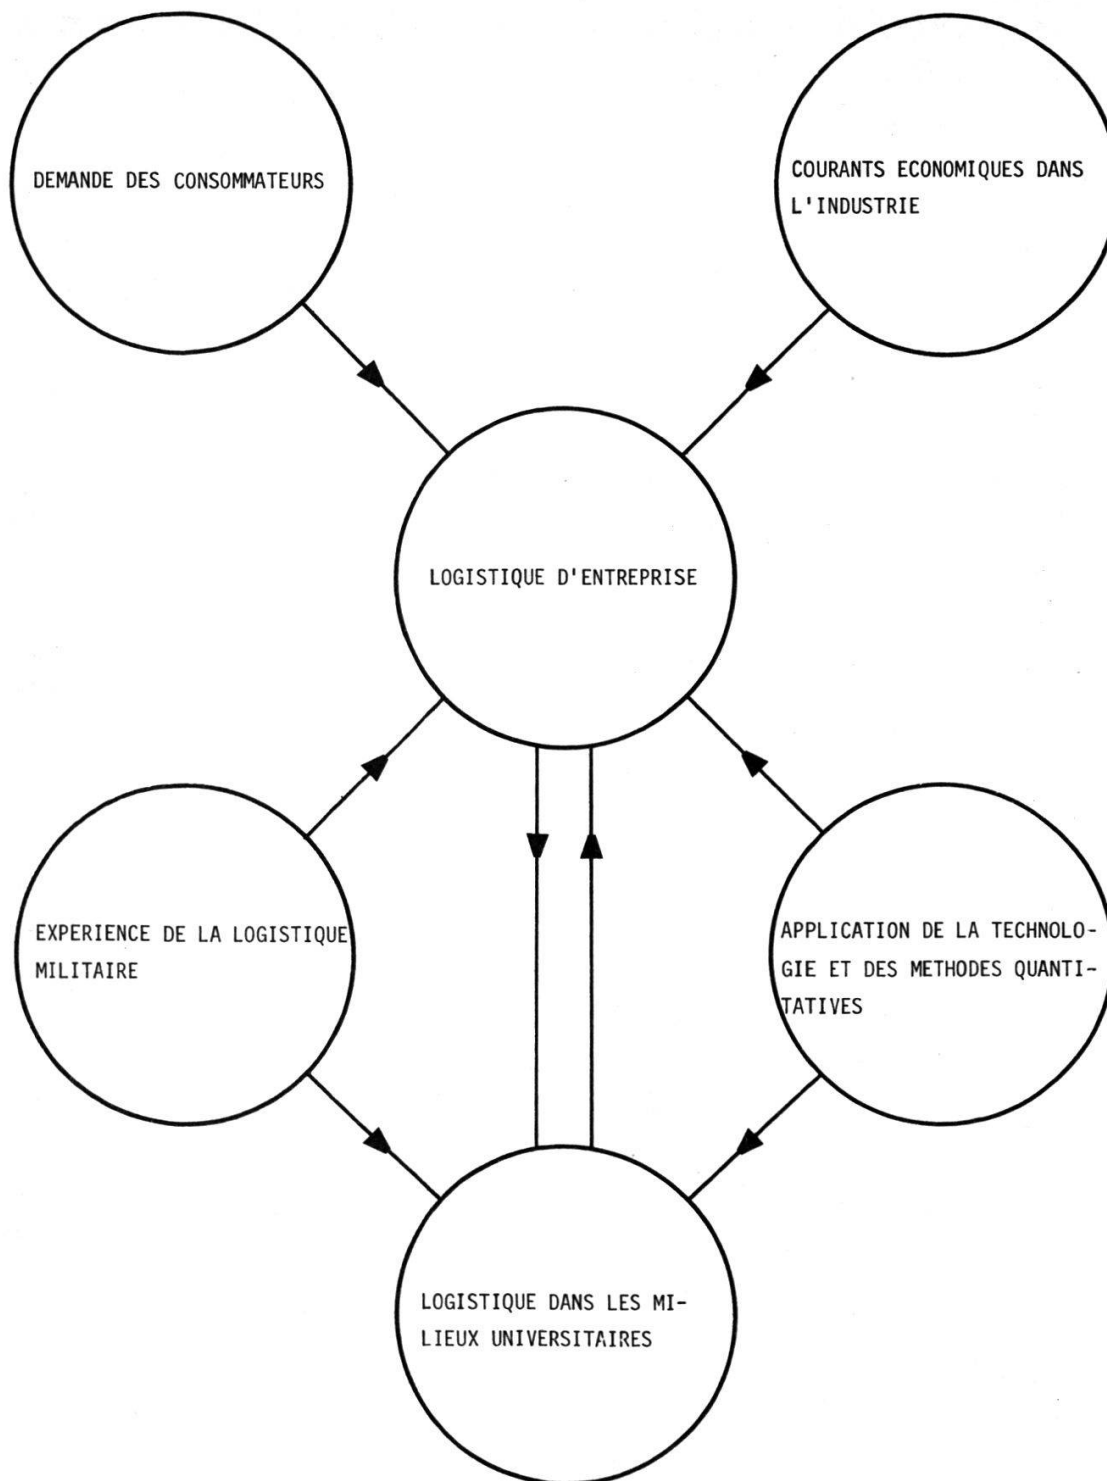 DEMANDE DES CONSOMMATEURS
COURANTS ECONOMIQUES DANS
L'INDUSTRIE
LOGISTIQUE D'ENTREPRISE
EXPERIENCE DE LA LOGISTIQUE
MILITAIRE
APPLICATION DE LA TECHNOLO-
GIE ET DES METHODES QUANTI-
TATIVES
LOGISTIQUE DANS LES MI-
LIEUX UNIVERSITAIRES